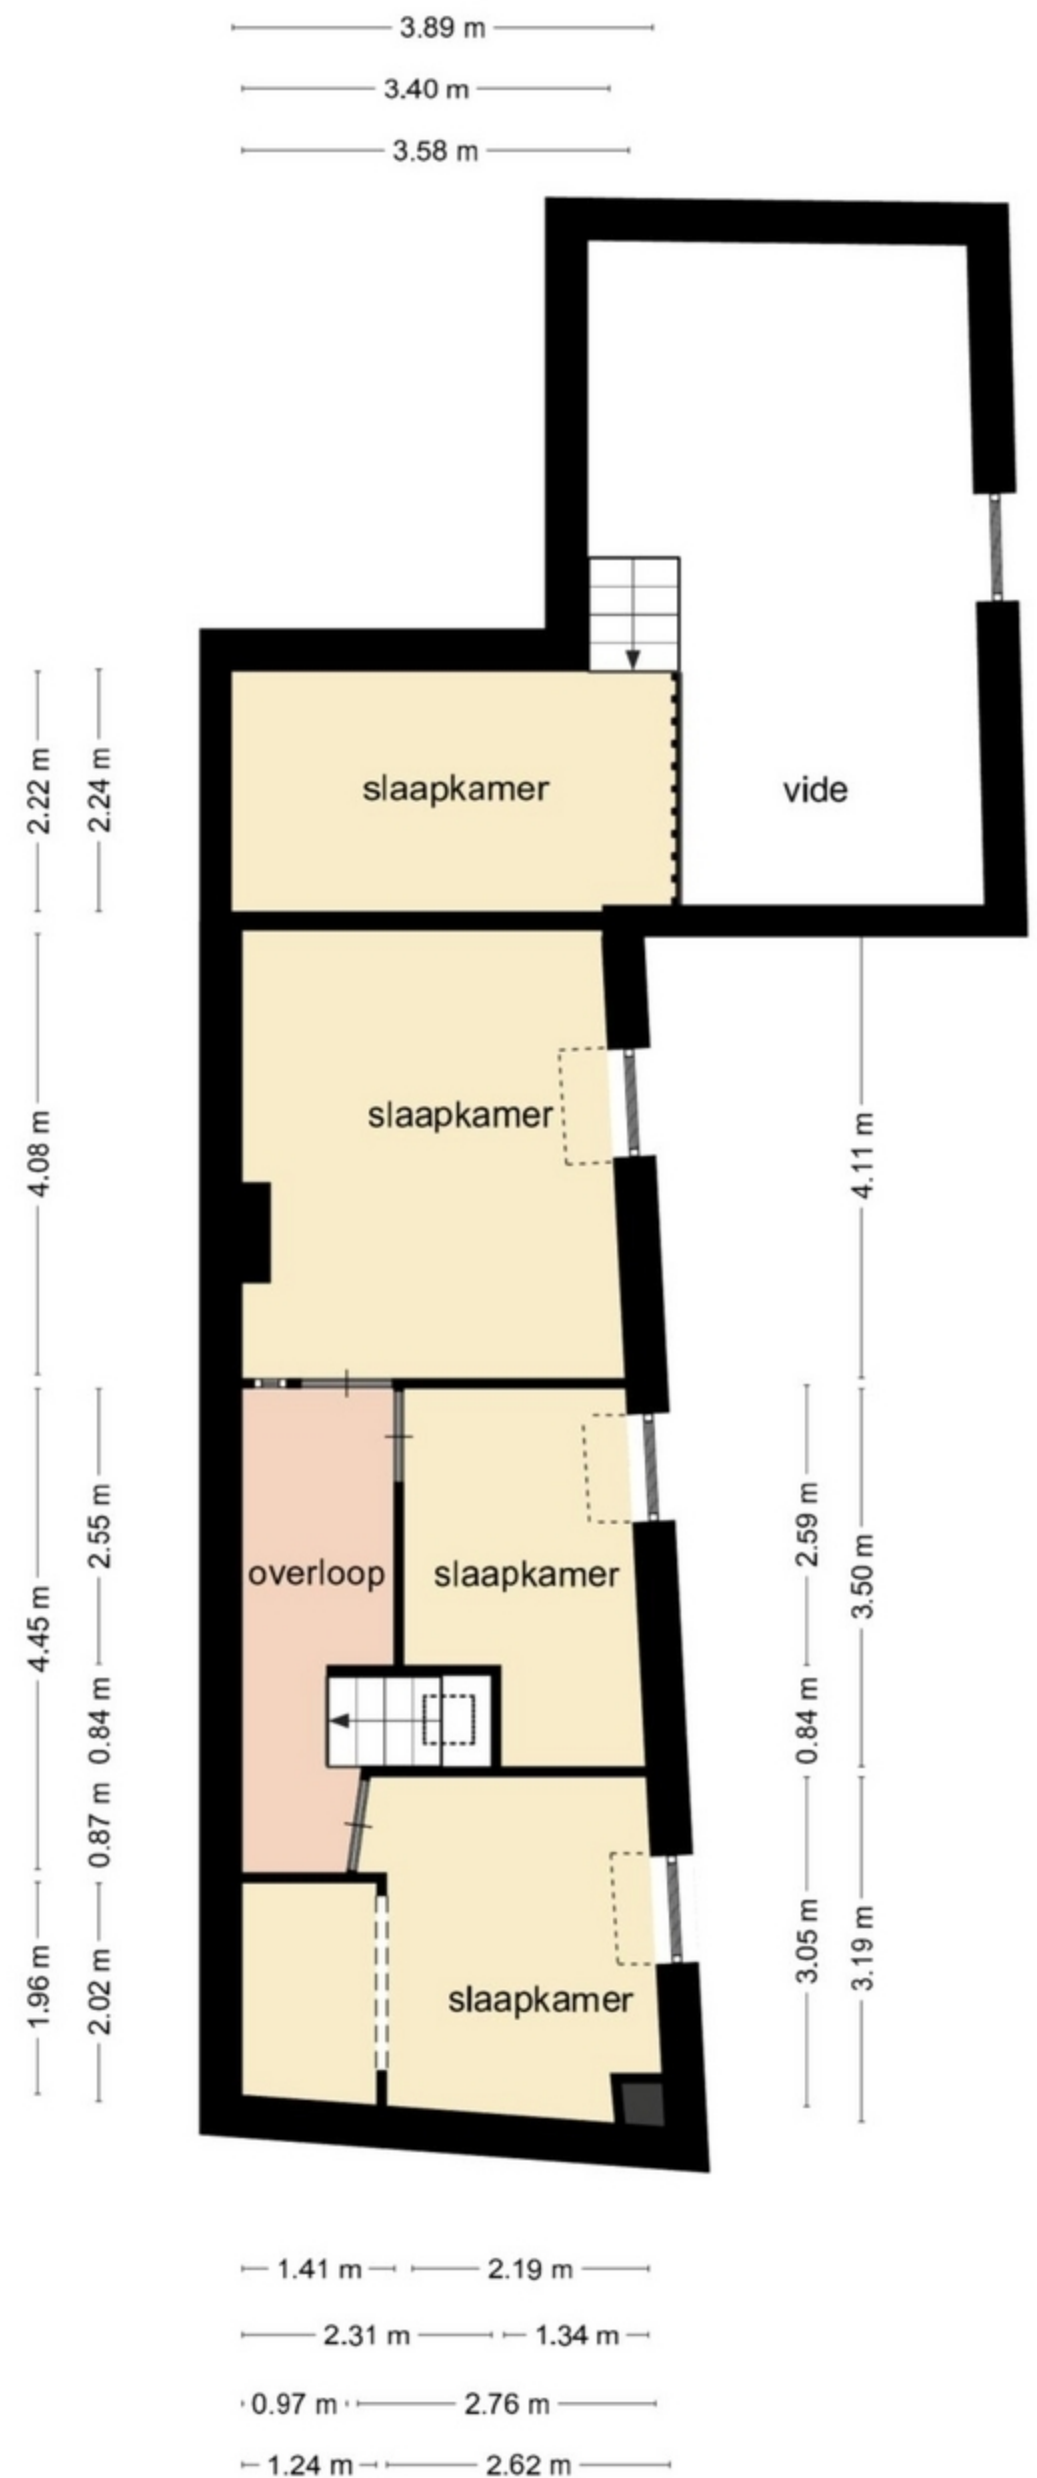 3.89 m
3.40 m
3.58 m
2.22 m
2.24 m
slaapkamer
vide
4.08 m
slaapkamer
4.11 m
4.45 m
2.55 m
overloop
slaapkamer
2.59 m
3.50 m
0.84 m
0.84 m
0.87 m
1.96 m
2.02 m
slaapkamer
3.05 m
3.19 m
1.41 m
2.19 m
2.31 m
1.34 m
0.97 m
2.76 m
1.24 m
2.62 m